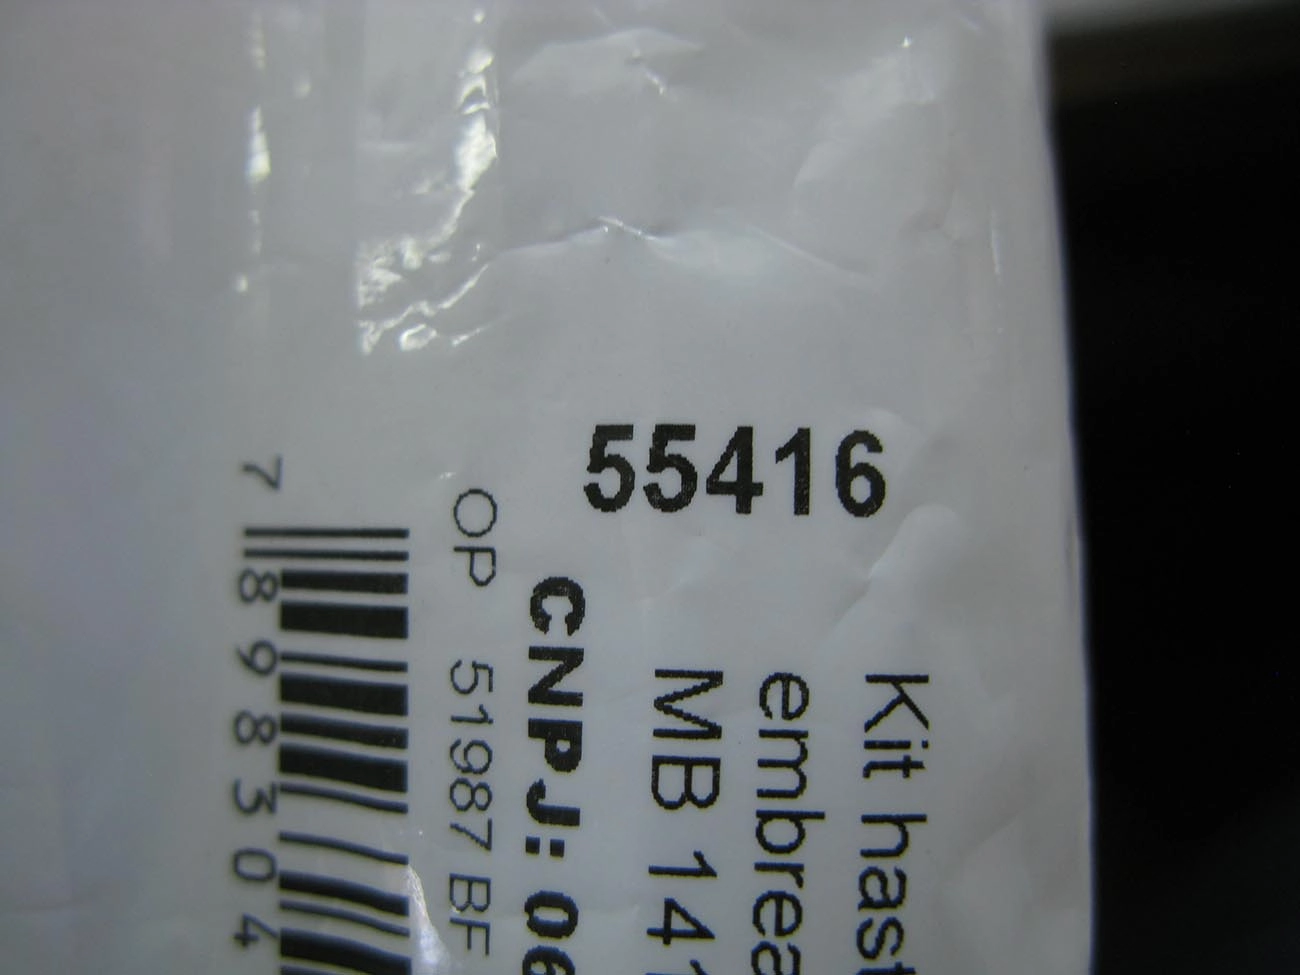 55416
Kit hast
embrea
MB 141
CNPJ: 06
OP 51987 BF
7 898304